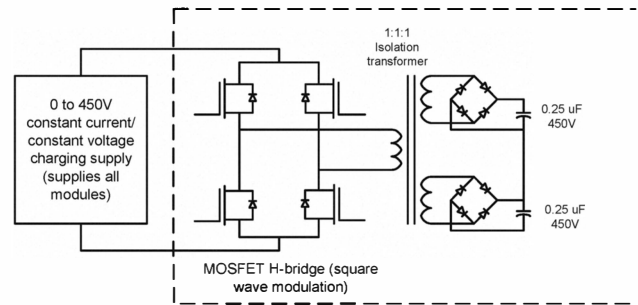 1:1:1
Isolation
transformer
0 to 450V
constant current/
constant voltage
charging supply
(supplies all
modules)
0.25 uF
450V
0.25 uF
450V
MOSFET H-bridge (square
wave modulation)